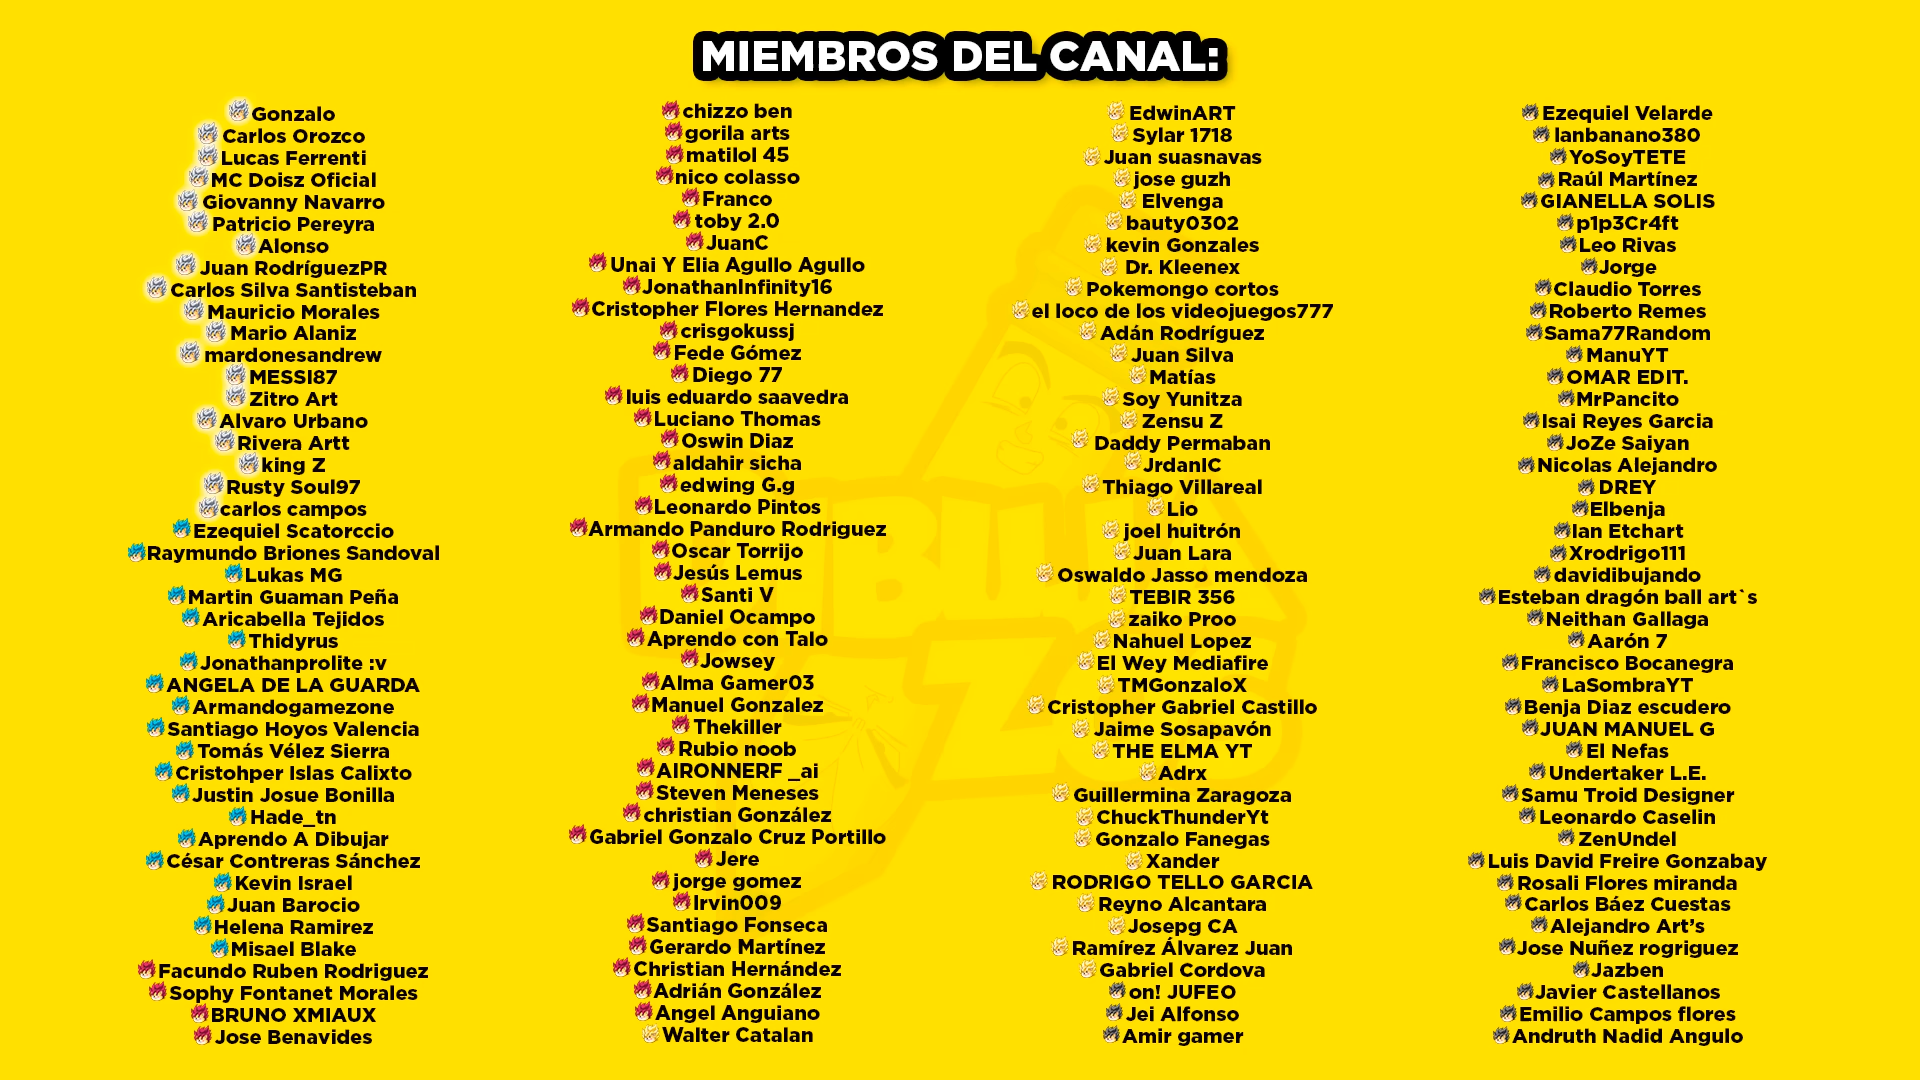 MIEMBROS DEL CANAL:
Gonzalo
Carlos Orozco
Lucas Ferrenti
MC Doisz Oficial
Giovanny Navarro
Patricio Pereyra
Alonso
Juan RodríguezPR
Carlos Silva Santisteban
Mauricio Morales
Mario Alaniz
mardonesandrew
MESSI87
Zitro Art
Alvaro Urbano
Rivera Artt
king Z
Rusty Soul97
carlos campos
Ezequiel Scatorccio
Raymundo Briones Sandoval
Lukas MG
Martin Guaman Peña
Aricabella Tejidos
Thidyrus
Jonathanprolite :v
ANGELA DE LA GUARDA
Armandogamezone
Santiago Hoyos Valencia
Tomás Vélez Sierra
Cristohper Islas Calixto
Justin Josue Bonilla
Hade_tn
Aprendo A Dibujar
César Contreras Sánchez
Kevin Israel
Juan Barocio
Helena Ramirez
Misael Blake
Facundo Ruben Rodriguez
Sophy Fontanet Morales
BRUNO XMIAUX
Jose Benavides
chizzo ben
gorila arts
matilol 45
nico colasso
Franco
toby 2.0
JuanC
Unai Y Elia Agullo Agullo
JonathanInfinity16
Cristopher Flores Hernandez
crisgokussj
Fede Gómez
Diego 77
luis eduardo saavedra
Luciano Thomas
Oswin Diaz
aldahir sicha
edwing G.g
Leonardo Pintos
Armando Panduro Rodriguez
Oscar Torrijo
Jesús Lemus
Santi V
Daniel Ocampo
Aprendo con Talo
Jowsey
Alma Gamer03
Manuel Gonzalez
Thekiller
Rubio noob
AIRONNERF _ai
Steven Meneses
christian González
Gabriel Gonzalo Cruz Portillo
Jere
jorge gomez
Irvin009
Santiago Fonseca
Gerardo Martínez
Christian Hernández
Adrián González
Angel Anguiano
Walter Catalan
EdwinART
Sylar 1718
Juan suasnavas
jose guzh
Elvenga
bauty0302
kevin Gonzales
Dr. Kleenex
Pokemongo cortos
el loco de los videojuegos777
Adán Rodríguez
Juan Silva
Matías
Soy Yunitza
Zensu Z
Daddy Permaban
JrdanIC
Thiago Villareal
Lio
joel huitrón
Juan Lara
Oswaldo Jasso mendoza
TEBIR 356
zaiko Proo
Nahuel Lopez
El Wey Mediafire
TMGonzaloX
Cristopher Gabriel Castillo
Jaime Sosapavón
THE ELMA YT
Adrx
Guillermina Zaragoza
ChuckThunderYt
Gonzalo Fanegas
Xander
RODRIGO TELLO GARCIA
Reyno Alcantara
Josepg CA
Ramírez Álvarez Juan
Gabriel Cordova
on! JUFEO
Jei Alfonso
Amir gamer
Ezequiel Velarde
Ianbanano380
YoSoyTETE
Raúl Martínez
GIANELLA SOLIS
p1p3Cr4ft
Leo Rivas
Jorge
Claudio Torres
Roberto Remes
Sama77Random
ManuYT
OMAR EDIT.
MrPancito
Isai Reyes Garcia
JoZe Saiyan
Nicolas Alejandro
DREY
Elbenja
Ian Etchart
Xrodrigo111
davidibujando
Esteban dragón ball art`s
Neithan Gallaga
Aarón 7
Francisco Bocanegra
LaSombraYT
Benja Diaz escudero
JUAN MANUEL G
El Nefas
Undertaker L.E.
Samu Troid Designer
Leonardo Caselin
ZenUndel
Luis David Freire Gonzabay
Rosali Flores miranda
Carlos Báez Cuestas
Alejandro Art’s
Jose Nuñez rogriguez
Jazben
Javier Castellanos
Emilio Campos flores
Andruth Nadid Angulo